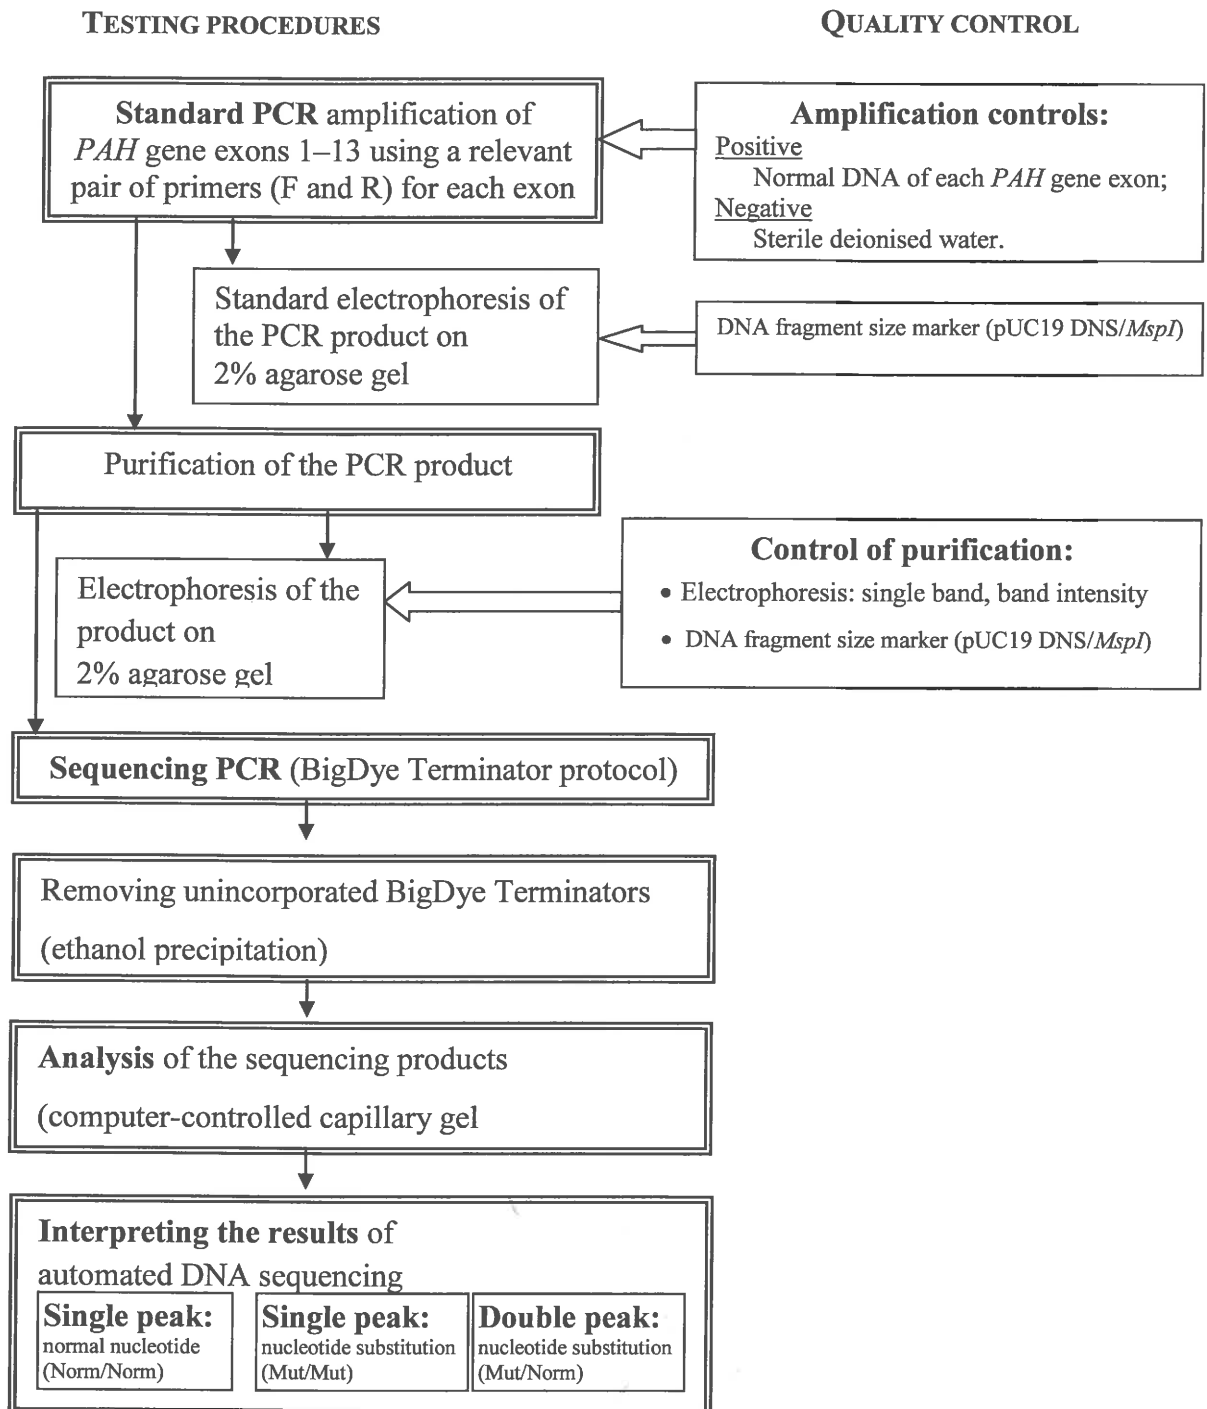 TESTING PROCEDURES
QUALITY CONTROL
Standard PCR amplification of
PAH gene exons 1–13 using a relevant
pair of primers (F and R) for each exon
Amplification controls:
Positive
Normal DNA of each PAH gene exon;
Negative
Sterile deionised water.
Standard electrophoresis of
the PCR product on
2% agarose gel
DNA fragment size marker (pUC19 DNS/MspI)
Purification of the PCR product
Electrophoresis of the
product on
2% agarose gel
Control of purification:
• Electrophoresis: single band, band intensity
• DNA fragment size marker (pUC19 DNS/MspI)
Sequencing PCR (BigDye Terminator protocol)
Removing unincorporated BigDye Terminators
(ethanol precipitation)
Analysis of the sequencing products
(computer-controlled capillary gel
Interpreting the results of
automated DNA sequencing
Single peak:
normal nucleotide
(Norm/Norm)
Single peak:
nucleotide substitution
(Mut/Mut)
Double peak:
nucleotide substitution
(Mut/Norm)